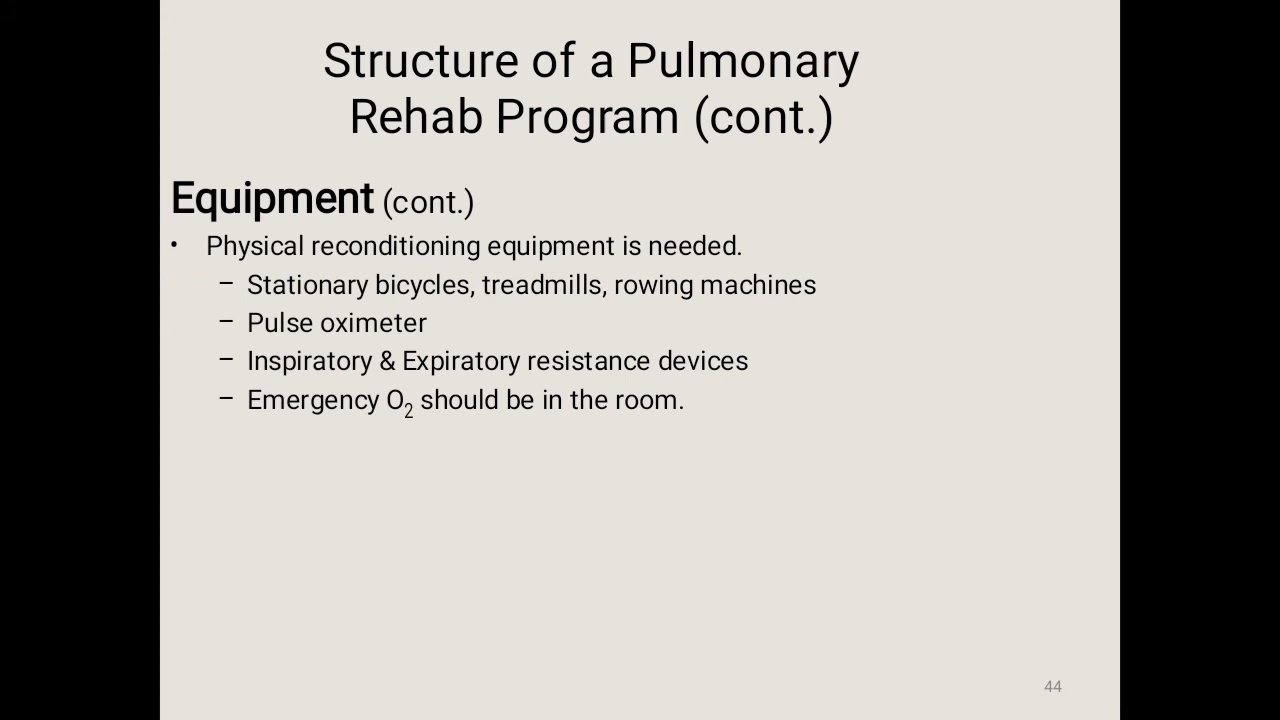 Structure of a Pulmonary
Rehab Program (cont.)
Equipment (cont.)
• Physical reconditioning equipment is needed.
– Stationary bicycles, treadmills, rowing machines
– Pulse oximeter
– Inspiratory & Expiratory resistance devices
– Emergency O₂ should be in the room.
44